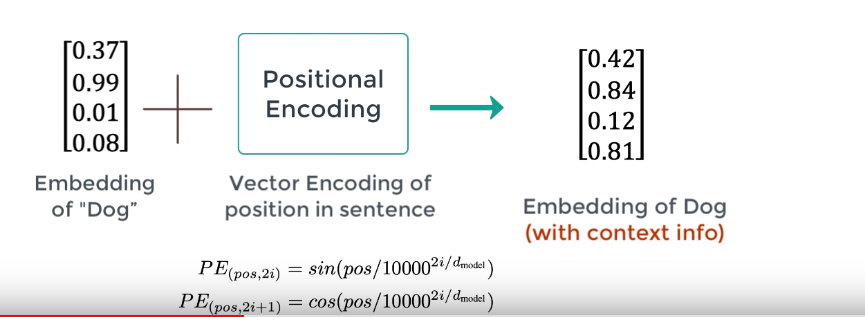 [0.37]
0.99
0.01
[0.08]
+
Positional
Encoding
[0.42]
0.84
0.12
[0.81]
Embedding
of "Dog”
Vector Encoding of
position in sentence
Embedding of Dog
(with context info)
PE(pos,2i) = sin(pos/10000^2i/dmodel)
PE(pos,2i+1) = cos(pos/10000^2i/dmodel)